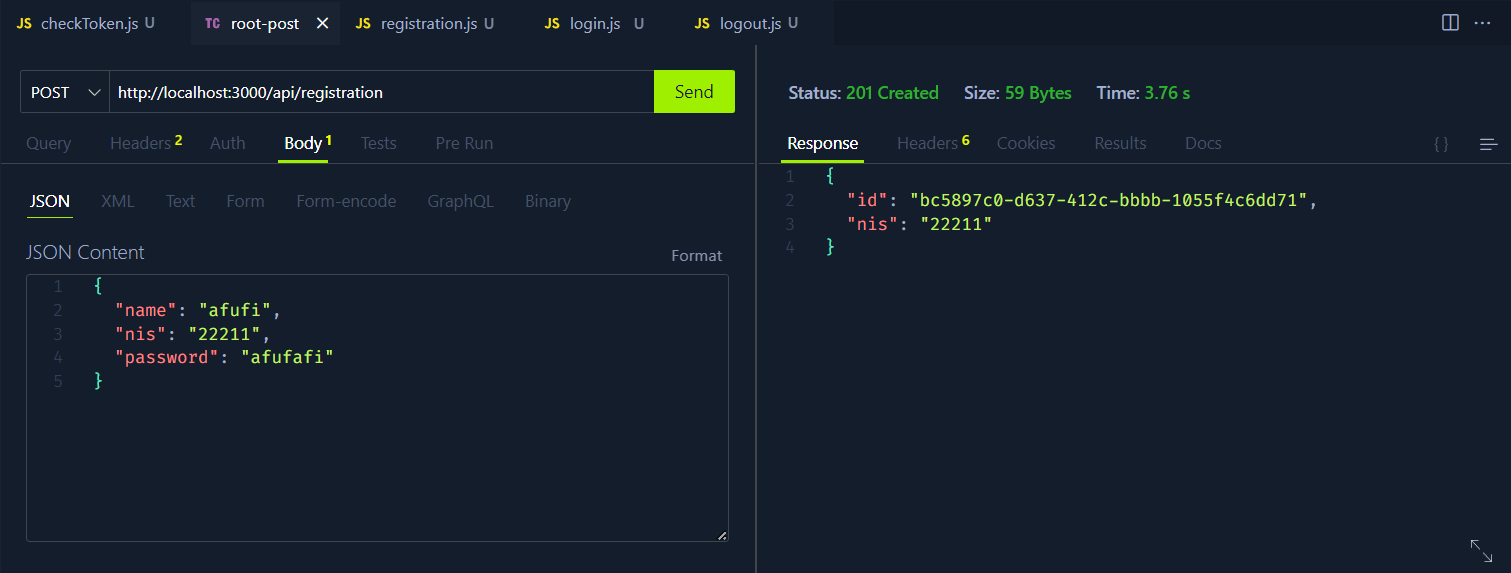 JS checkToken.js U TC root-post × JS registration.js U JS login.js U JS logout.js U
POST http://localhost:3000/api/registration Send
Query Headers 2 Auth Body 1 Tests Pre Run
JSON XML Text Form Form-encode GraphQL Binary
JSON Content Format
1 {
2 "name": "afufi",
3 "nis": "22211",
4 "password": "afufafi"
5 }
Status: 201 Created Size: 59 Bytes Time: 3.76 s
Response Headers 6 Cookies Results Docs {}
1 {
2 "id": "bc5897c0-d637-412c-bbbb-1055f4c6dd71",
3 "nis": "22211"
4 }